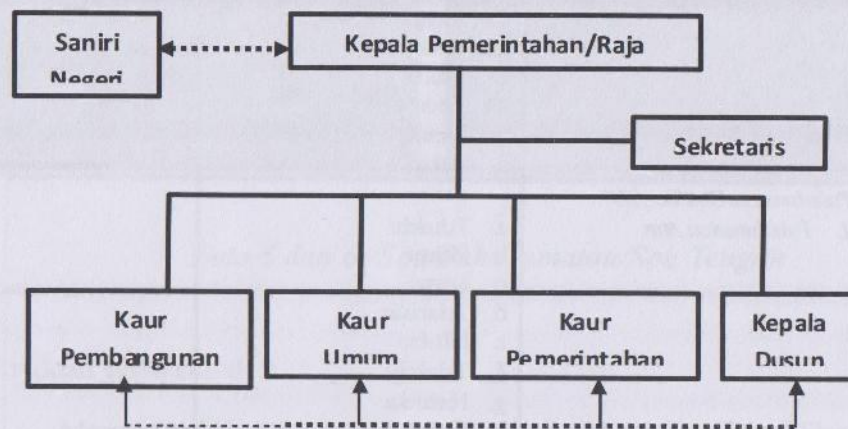 Saniri
Negeri
Kepala Pemerintahan/Raja
Sekretaris
Kaur
Pembangunan
Kaur
Umum
Kaur
Pemerintahan
Kepala
Dusun